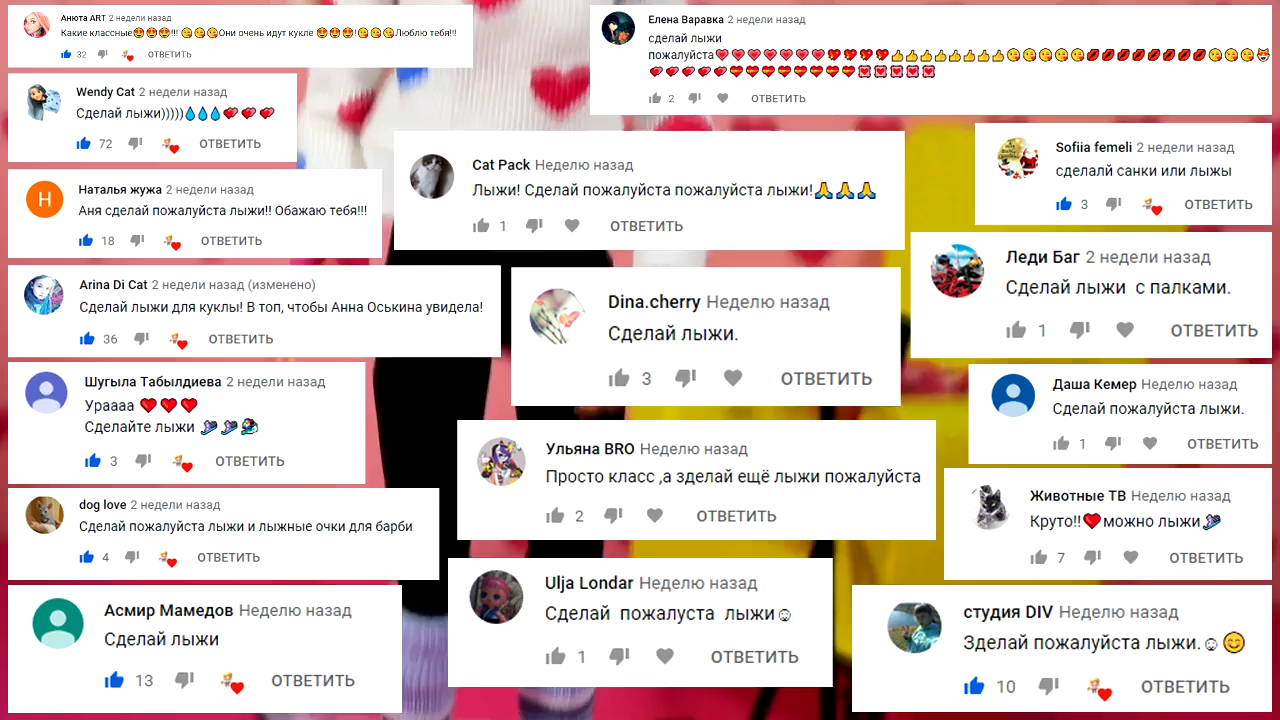 Анюта ART 2 недели назад
Какие классные😍😍😍!!! 😘😘😘Они очень идут кукле 😍😍😍!😘😘😘Люблю тебя!!!
32 ОТВЕТИТЬ
Wendy Cat 2 недели назад
Сделай лыжи)))))💧💧💧💕💕💕
72 ОТВЕТИТЬ
Наталья жужа 2 недели назад
Аня сделай пожалуйста лыжи!! Обажаю тебя!!!
18 ОТВЕТИТЬ
Arina Di Cat 2 недели назад (изменено)
Сделай лыжи для куклы! В топ, чтобы Анна Оськина увидела!
36 ОТВЕТИТЬ
Шугыла Табылдиева 2 недели назад
Ураааа ❤❤❤
Сделайте лыжи 🎿🎿🏂
3 ОТВЕТИТЬ
dog love 2 недели назад
Сделай пожалуйста лыжи и лыжные очки для барби
4 ОТВЕТИТЬ
Асмир Мамедов Неделю назад
Сделай лыжи
13 ОТВЕТИТЬ
Елена Варавка 2 недели назад
сделай лыжи
пожалуйста
2 ОТВЕТИТЬ
Cat Pack Неделю назад
Лыжи! Сделай пожалуйста пожалуйста лыжи!🙏🙏🙏
1 ОТВЕТИТЬ
Dina.cherry Неделю назад
Сделай лыжи.
3 ОТВЕТИТЬ
Ульяна BRO Неделю назад
Просто класс ,а зделай ещё лыжи пожалуйста
2 ОТВЕТИТЬ
Ulja Londar Неделю назад
Сделай пожалуста лыжи☺
1 ОТВЕТИТЬ
Sofiia femeli 2 недели назад
сделалй санки или лыжы
3 ОТВЕТИТЬ
Леди Баг 2 недели назад
Сделай лыжи с палками.
1 ОТВЕТИТЬ
Даша Кемер Неделю назад
Сделай пожалуйста лыжи.
1 ОТВЕТИТЬ
Животные ТВ Неделю назад
Круто!!❤можно лыжи🎿
7 ОТВЕТИТЬ
студия DIV Неделю назад
Зделай пожалуйста лыжи.☺😊
10 ОТВЕТИТЬ
Н